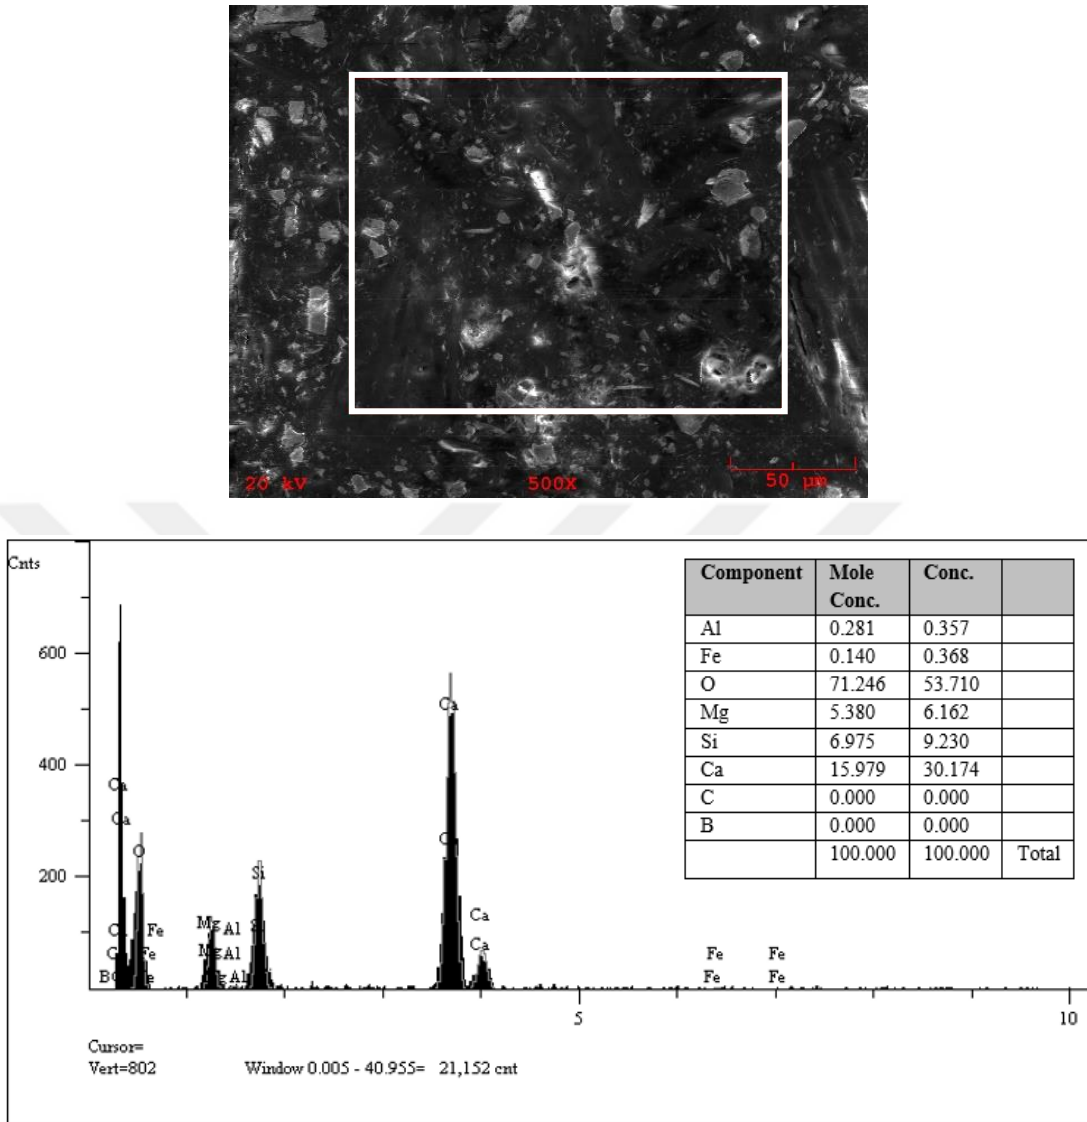 20 kV 500X 50 µm
Cnts
600
400
200
Ca
Ca
O
Fe
Fe
Mg Al
Mg Al
Al
Si
Ca
Ca
Ca
Fe Fe
Fe Fe
5 10
Component Mole Conc. Conc.
Al 0.281 0.357
Fe 0.140 0.368
O 71.246 53.710
Mg 5.380 6.162
Si 6.975 9.230
Ca 15.979 30.174
C 0.000 0.000
B 0.000 0.000
100.000 100.000 Total
Cursor=
Vert=802 Window 0.005 - 40.955= 21,152 cnt